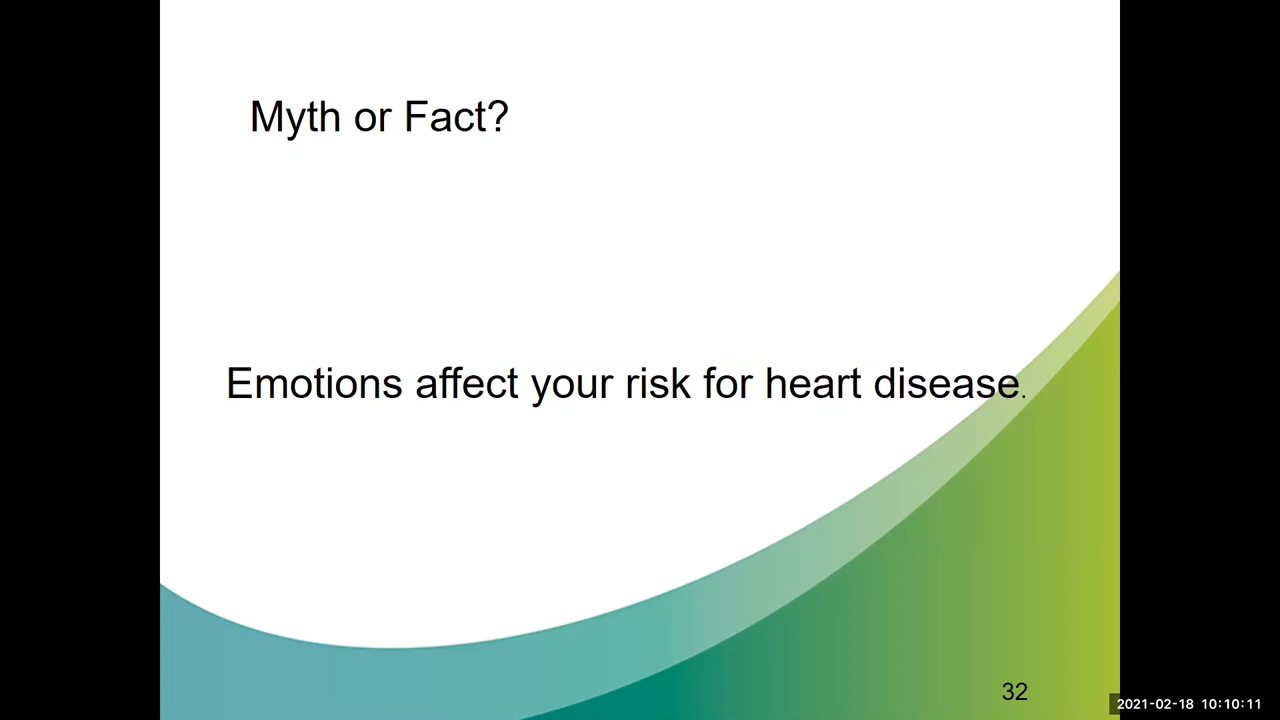 Myth or Fact?
Emotions affect your risk for heart disease.
32
2021-02-18 10:10:11